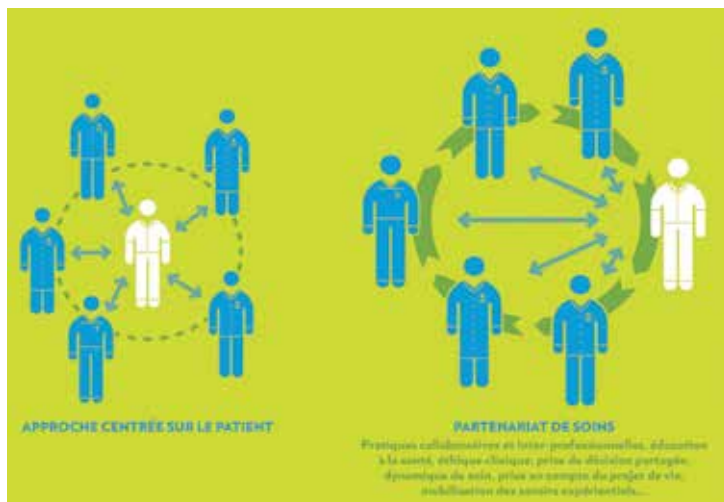 APPROCHE CENTRÉE SUR LE PATIENT
PARTENARIAT DE SOINS
Pratiques collaboratives et inter-professionnelles, éducation
à la santé, éthique clinique, prise de décision partagée,
dynamique de soin, prise en compte du projet de vie,
mobilisation des savoirs expérientiels...